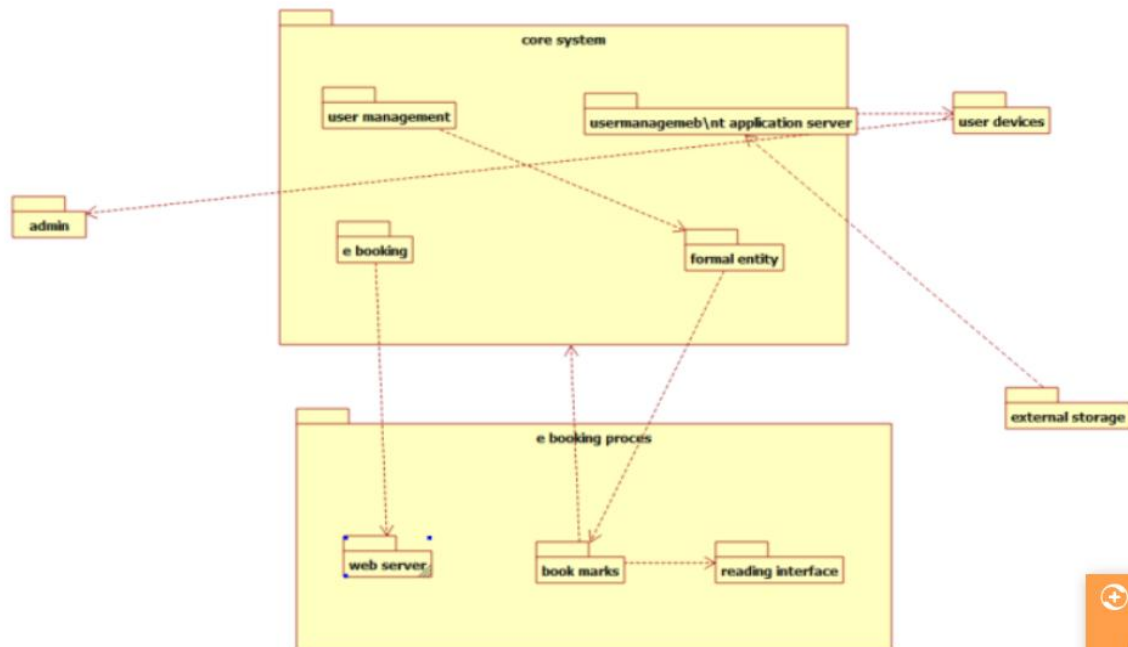 core system
user management
usermanagemeb\nt application server
user devices
admin
e booking
formal entity
external storage
e booking proces
web server
book marks
reading interface